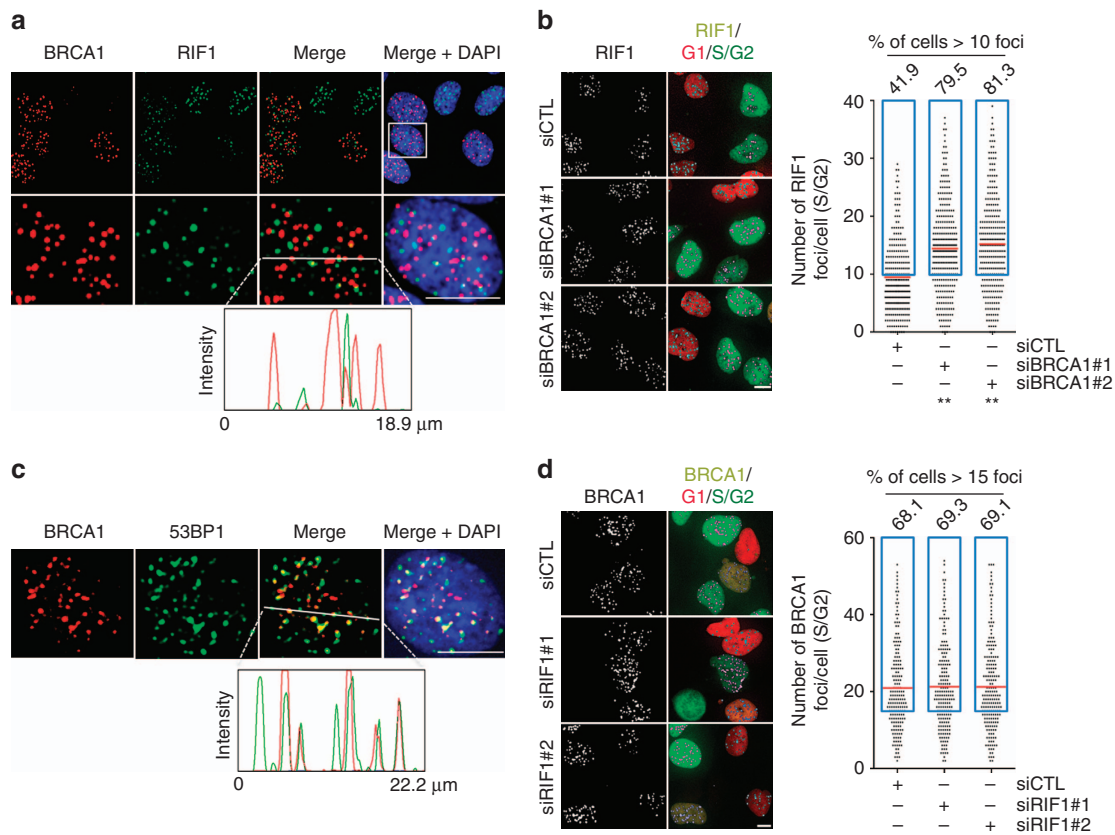 a
BRCA1 RIF1 Merge Merge + DAPI
Intensity
0 18.9 µm
b
RIF1 RIF1/
G1/S/G2
siCTL
siBRCA1#1
siBRCA1#2
% of cells > 10 foci
41.9 79.5 81.3
Number of RIF1
foci/cell (S/G2)
40
30
20
10
0
+ – – siCTL
– + – siBRCA1#1
– – + siBRCA1#2
** **
c
BRCA1 53BP1 Merge Merge + DAPI
Intensity
0 22.2 µm
d
BRCA1 BRCA1/
G1/S/G2
siCTL
siRIF1#1
siRIF1#2
% of cells > 15 foci
68.1 69.3 69.1
Number of BRCA1
foci/cell (S/G2)
60
40
20
0
+ – – siCTL
– + – siRIF1#1
– – + siRIF1#2